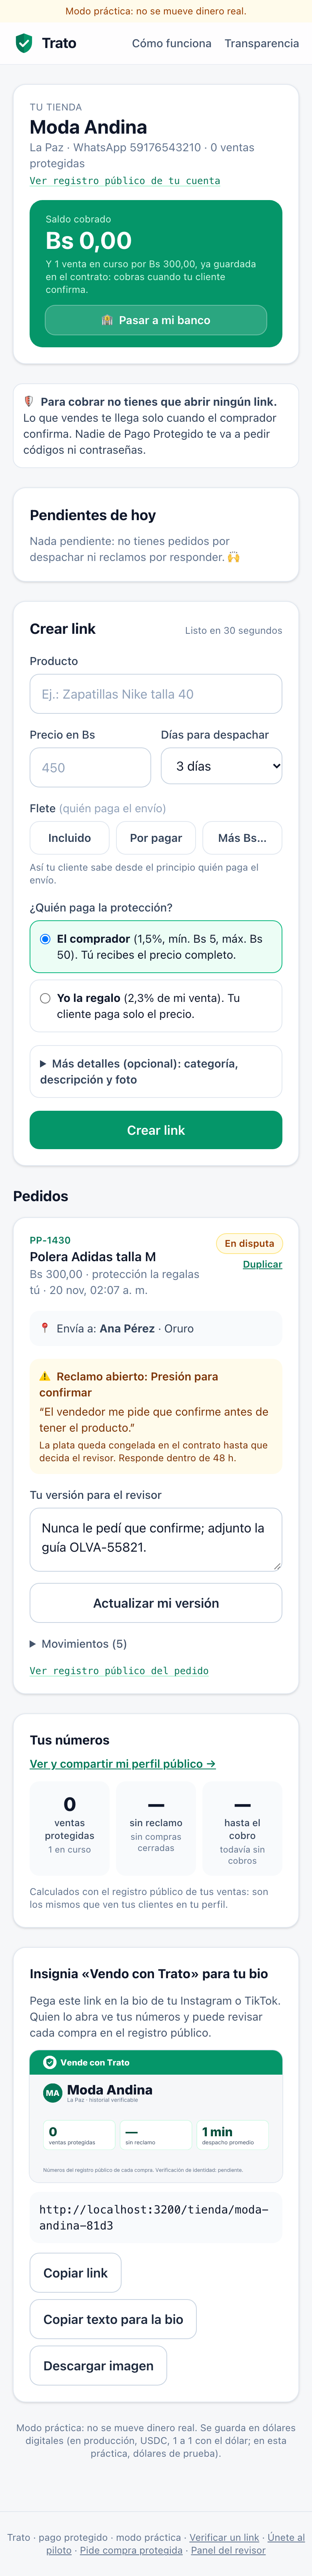 Modo práctica: no se mueve dinero real.
Trato
Cómo funciona Transparencia
TU TIENDA
Moda Andina
La Paz · WhatsApp 59176543210 · 0 ventas
protegidas
Ver registro público de tu cuenta
Saldo cobrado
Bs 0,00
Y 1 venta en curso por Bs 300,00, ya guardada
en el contrato: cobras cuando tu cliente
confirma.
Pasar a mi banco
Para cobrar no tienes que abrir ningún link.
Lo que vendes te llega solo cuando el comprador
confirma. Nadie de Pago Protegido te va a pedir
códigos ni contraseñas.
Pendientes de hoy
Nada pendiente: no tienes pedidos por
despachar ni reclamos por responder. 🙌
Crear link
Listo en 30 segundos
Producto
Ej.: Zapatillas Nike talla 40
Precio en Bs
Días para despachar
450
3 días
Flete (quién paga el envío)
Incluido
Por pagar
Más Bs...
Así tu cliente sabe desde el principio quién paga el
envío.
¿Quién paga la protección?
El comprador (1,5%, mín. Bs 5, máx. Bs
50). Tú recibes el precio completo.
Yo la regalo (2,3% de mi venta). Tu
cliente paga solo el precio.
▶ Más detalles (opcional): categoría,
descripción y foto
Crear link
Pedidos
PP-1430
En disputa
Polera Adidas talla M
Duplicar
Bs 300,00 · protección la regalas
tú · 20 nov, 02:07 a. m.
📍 Envía a: Ana Pérez · Oruro
⚠️ Reclamo abierto: Presión para
confirmar
“El vendedor me pide que confirme antes de
tener el producto.”
La plata queda congelada en el contrato hasta que
decida el revisor. Responde dentro de 48 h.
Tu versión para el revisor
Nunca le pedí que confirme; adjunto la
guía OLVA-55821.
Actualizar mi versión
▶ Movimientos (5)
Ver registro público del pedido
Tus números
Ver y compartir mi perfil público →
0
ventas
protegidas
1 en curso
—
sin reclamo
sin compras
cerradas
—
hasta el
cobro
todavía sin
cobros
Calculados con el registro público de tus ventas: son
los mismos que ven tus clientes en tu perfil.
Insignia «Vendo con Trato» para tu bio
Pega este link en la bio de tu Instagram o TikTok.
Quien lo abra ve tus números y puede revisar
cada compra en el registro público.
Vende con Trato
MA
Moda Andina
La Paz · historial verificable
0
ventas protegidas
—
sin reclamo
1 min
despacho promedio
Números del registro público de cada compra. Verificación de identidad: pendiente.
http://localhost:3200/tienda/moda-
andina-81d3
Copiar link
Copiar texto para la bio
Descargar imagen
Modo práctica: no se mueve dinero real. Se guarda en dólares
digitales (en producción, USDC, 1 a 1 con el dólar; en esta
práctica, dólares de prueba).
Trato · pago protegido · modo práctica · Verificar un link · Únete al
piloto · Pide compra protegida · Panel del revisor